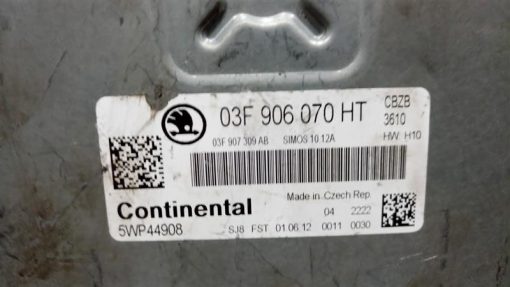 03F 906 070 HT
CBZB
3610
03F 907 309 AB SIMOS 10.12A HW: H10
Continental
Made in Czech Rep.
04 2222
5WP44908
SJ8 FST 01.06.12 0011 0030